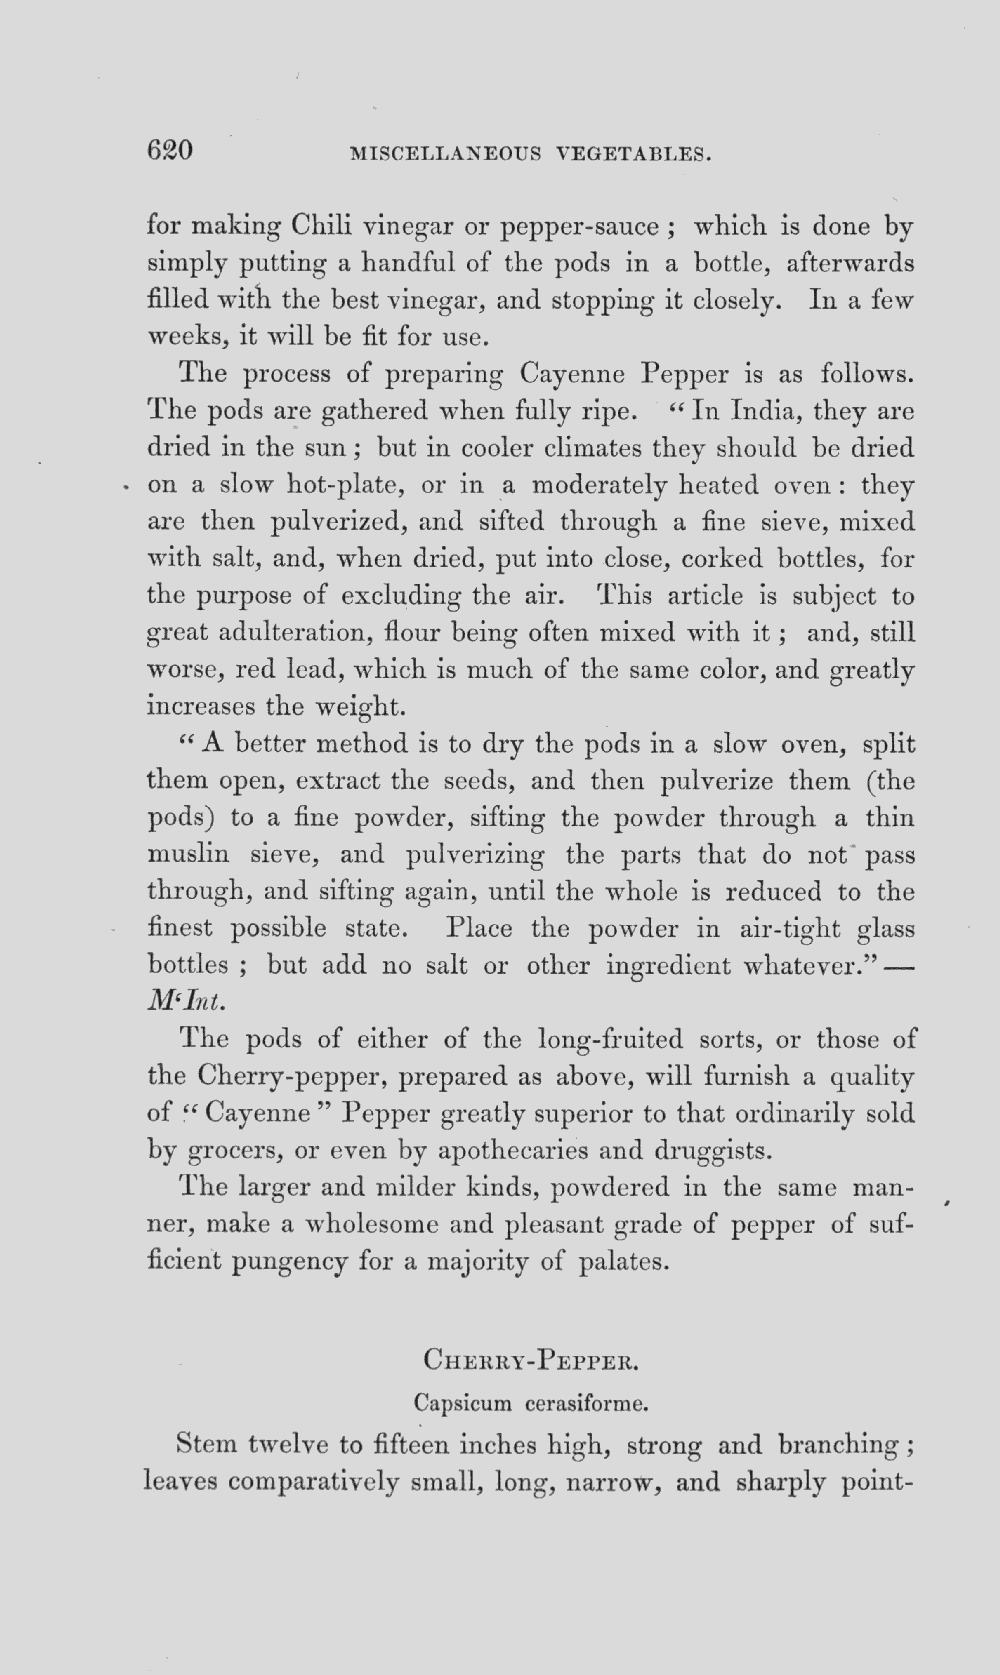 620 MISCELLANEOUS VEGETABLES.
for making Chili vinegar or pepper-sauce ; which is done by
simply putting a handful of the pods in a bottle, afterwards
filled with the best vinegar, and stopping it closely. In a few
weeks, it will be fit for use.
The process of preparing Cayenne Pepper is as follows.
The pods are gathered when fully ripe. “ In India, they are
dried in the sun ; but in cooler climates they should be dried
on a slow hot-plate, or in a moderately heated oven : they
are then pulverized, and sifted through a fine sieve, mixed
with salt, and, when dried, put into close, corked bottles, for
the purpose of excluding the air. This article is subject to
great adulteration, flour being often mixed with it ; and, still
worse, red lead, which is much of the same color, and greatly
increases the weight.
“ A better method is to dry the pods in a slow oven, split
them open, extract the seeds, and then pulverize them (the
pods) to a fine powder, sifting the powder through a thin
muslin sieve, and pulverizing the parts that do not pass
through, and sifting again, until the whole is reduced to the
finest possible state. Place the powder in air-tight glass
bottles ; but add no salt or other ingredient whatever.” —
M‘Int.
The pods of either of the long-fruited sorts, or those of
the Cherry-pepper, prepared as above, will furnish a quality
of “ Cayenne ” Pepper greatly superior to that ordinarily sold
by grocers, or even by apothecaries and druggists.
The larger and milder kinds, powdered in the same man-
ner, make a wholesome and pleasant grade of pepper of suf-
ficient pungency for a majority of palates.
CHERRY-PEPPER.
Capsicum cerasiforme.
Stem twelve to fifteen inches high, strong and branching ;
leaves comparatively small, long, narrow, and sharply point-